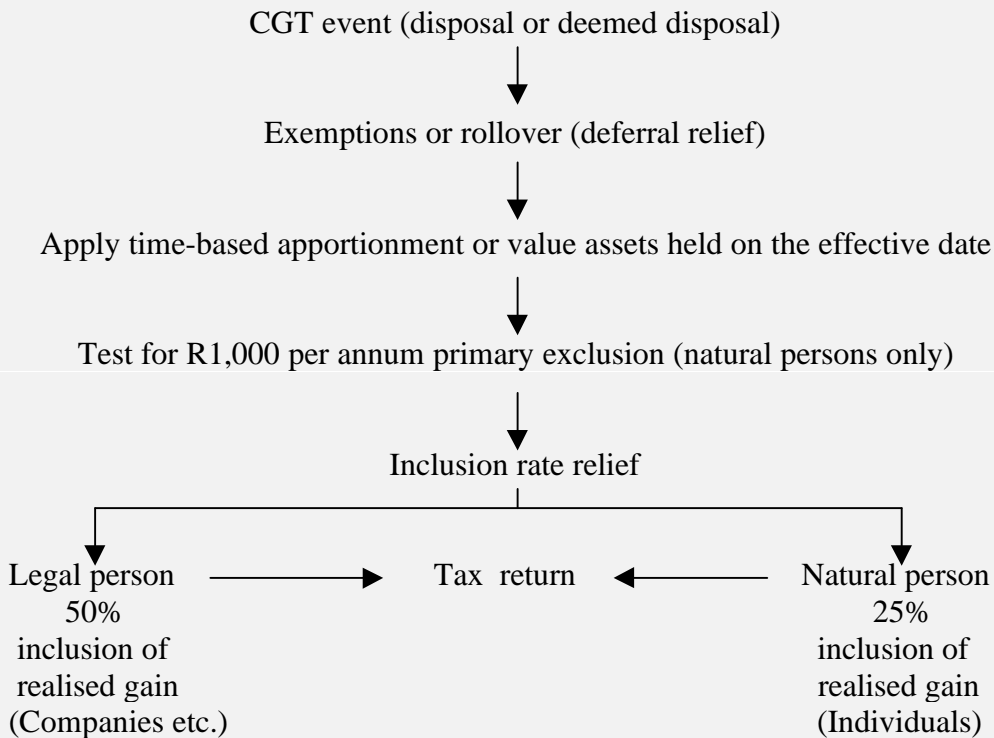 CGT event (disposal or deemed disposal)
Exemptions or rollover (deferral relief)
Apply time-based apportionment or value assets held on the effective date
Test for R1,000 per annum primary exclusion (natural persons only)
Inclusion rate relief
Legal person
50%
inclusion of
realised gain
(Companies etc.)
Tax return
Natural person
25%
inclusion of
realised gain
(Individuals)